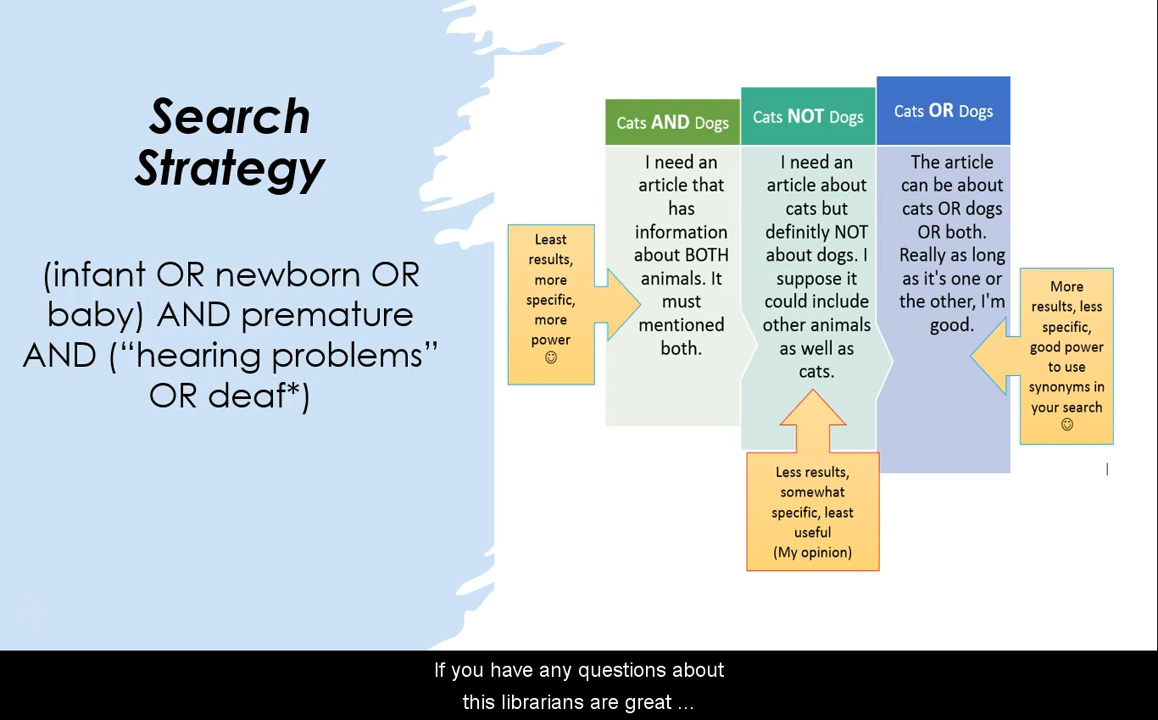 Search
Strategy
(infant OR newborn OR
baby) AND premature
AND (“hearing problems”
OR deaf*)
Cats AND Dogs
I need an
article that
has
information
about BOTH
animals. It
must
mentioned
both.
Least
results,
more
specific,
more
power
☺
Cats NOT Dogs
I need an
article about
cats but
definitly NOT
about dogs. I
suppose it
could include
other animals
as well as
cats.
Less results,
somewhat
specific, least
useful
(My opinion)
Cats OR Dogs
The article
can be about
cats OR dogs
OR both.
Really as long
as it's one or
the other, I'm
good.
More
results, less
specific,
good power
to use
synonyms in
your search
☺
If you have any questions about
this librarians are great ...